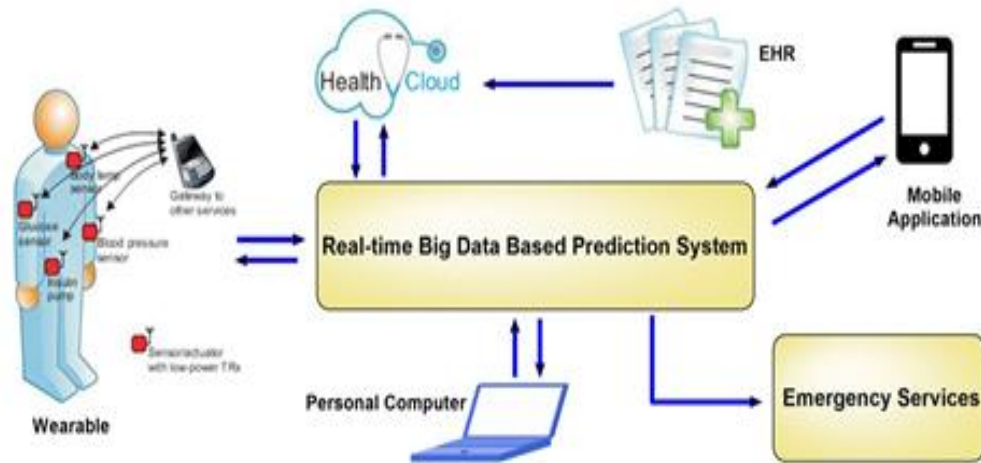 Health Cloud
EHR
Mobile
Application
Body temp
sensor
Gateway to
other services
Glucose
sensor
Blood pressure
sensor
Insulin
pump
Sensor/actuator
with low-power TRx
Wearable
Real-time Big Data Based Prediction System
Personal Computer
Emergency Services